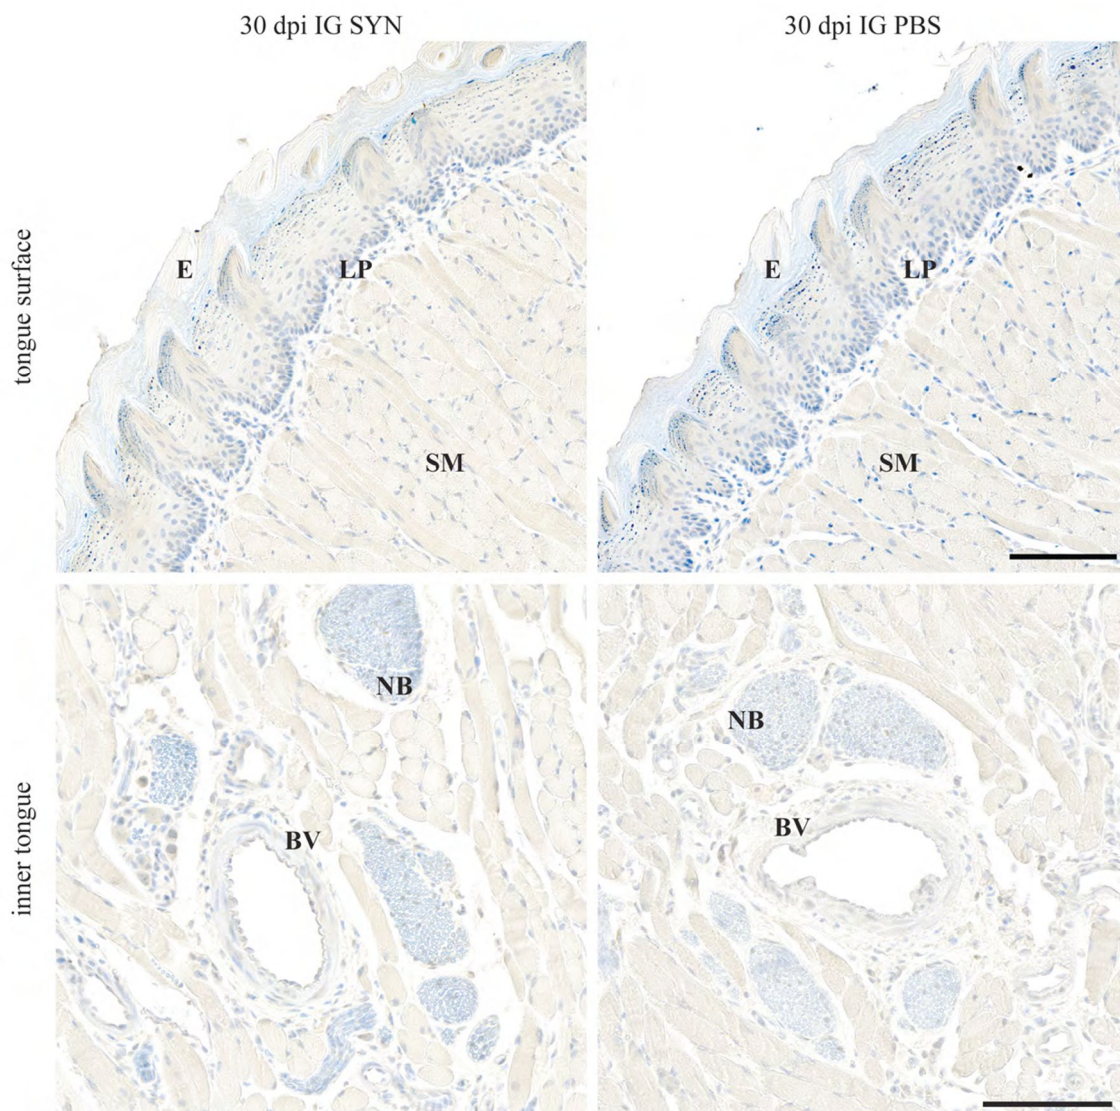 30 dpi IG SYN
30 dpi IG PBS
tongue surface
E
LP
SM
E
LP
SM
inner tongue
NB
BV
NB
BV